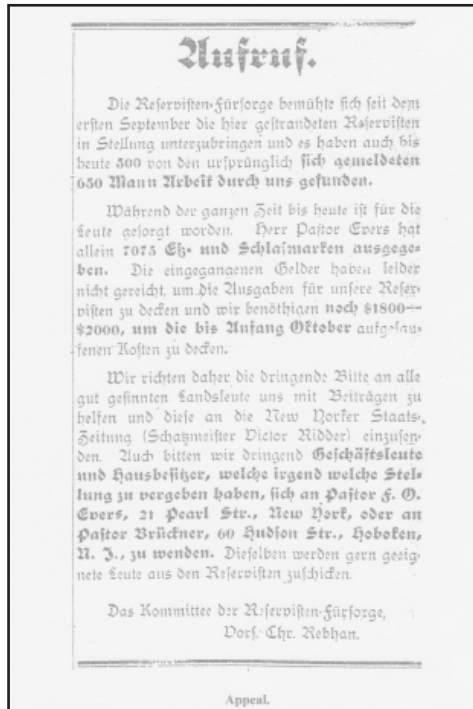 Aufruf.
Die Reservisten-Fürsorge bemühte sich seit dem
ersten September die hier gestrandeten Reservisten
in Stellung unterzubringen und es haben auch bis
heute 500 von den ursprünglich sich gemeldeten
650 Mann Arbeit durch uns gefunden.
Während der ganzen Zeit bis heute ist für die
Leute gesorgt worden. Herr Pastor Evers hat
allein 7075 Eß- und Schlafmarken ausgege-
ben. Die eingegangenen Gelder haben leider
nicht gereicht, um die Ausgaben für unsere Reser-
visten zu decken und wir benöthigen noch $1800—
$2000, um die bis Anfang Oktober aufgelau-
fenen Kosten zu decken.
Wir richten daher die dringende Bitte an alle
gut gesinnten Landsleute uns mit Beiträgen zu
helfen und diese an die New Yorker Staats-
Zeitung (Schatzmeister Victor Ridder) einzusen-
den. Auch bitten wir dringend Geschäftsleute
und Hausbesitzer, welche irgend welche Stel-
lung zu vergeben haben, sich an Pastor F. O.
Evers, 21 Pearl Str., New York, oder an
Pastor Brückner, 60 Hudson Str., Hoboken,
N. J., zu wenden. Dieselben werden gern geeig-
nete Leute aus den Reservisten zuschicken
Das Kommittee der Reservisten-Fürsorge,
Vors. Chr. Rebhan.
Appeal.